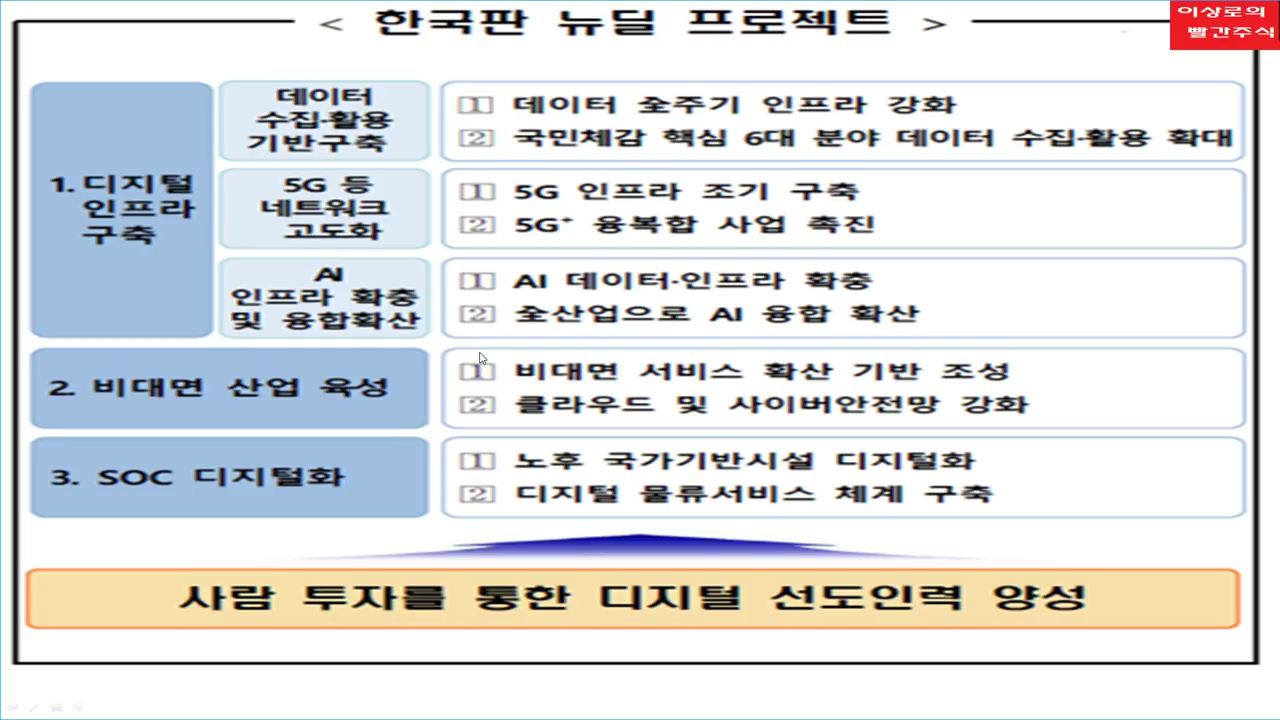 < 한국판 뉴딜 프로젝트 >
이상로의
빨간주식
1. 디지털
인프라
구축
데이터
수집·활용
기반구축
1 데이터 全주기 인프라 강화
2 국민체감 핵심 6대 분야 데이터 수집·활용 확대
5G 등
네트워크
고도화
1 5G 인프라 조기 구축
2 5G⁺ 융복합 사업 촉진
AI
인프라 확충
및 융합확산
1 AI 데이터·인프라 확충
2 全산업으로 AI 융합 확산
2. 비대면 산업 육성
1 비대면 서비스 확산 기반 조성
2 클라우드 및 사이버안전망 강화
3. SOC 디지털화
1 노후 국가기반시설 디지털화
2 디지털 물류서비스 체계 구축
사람 투자를 통한 디지털 선도인력 양성